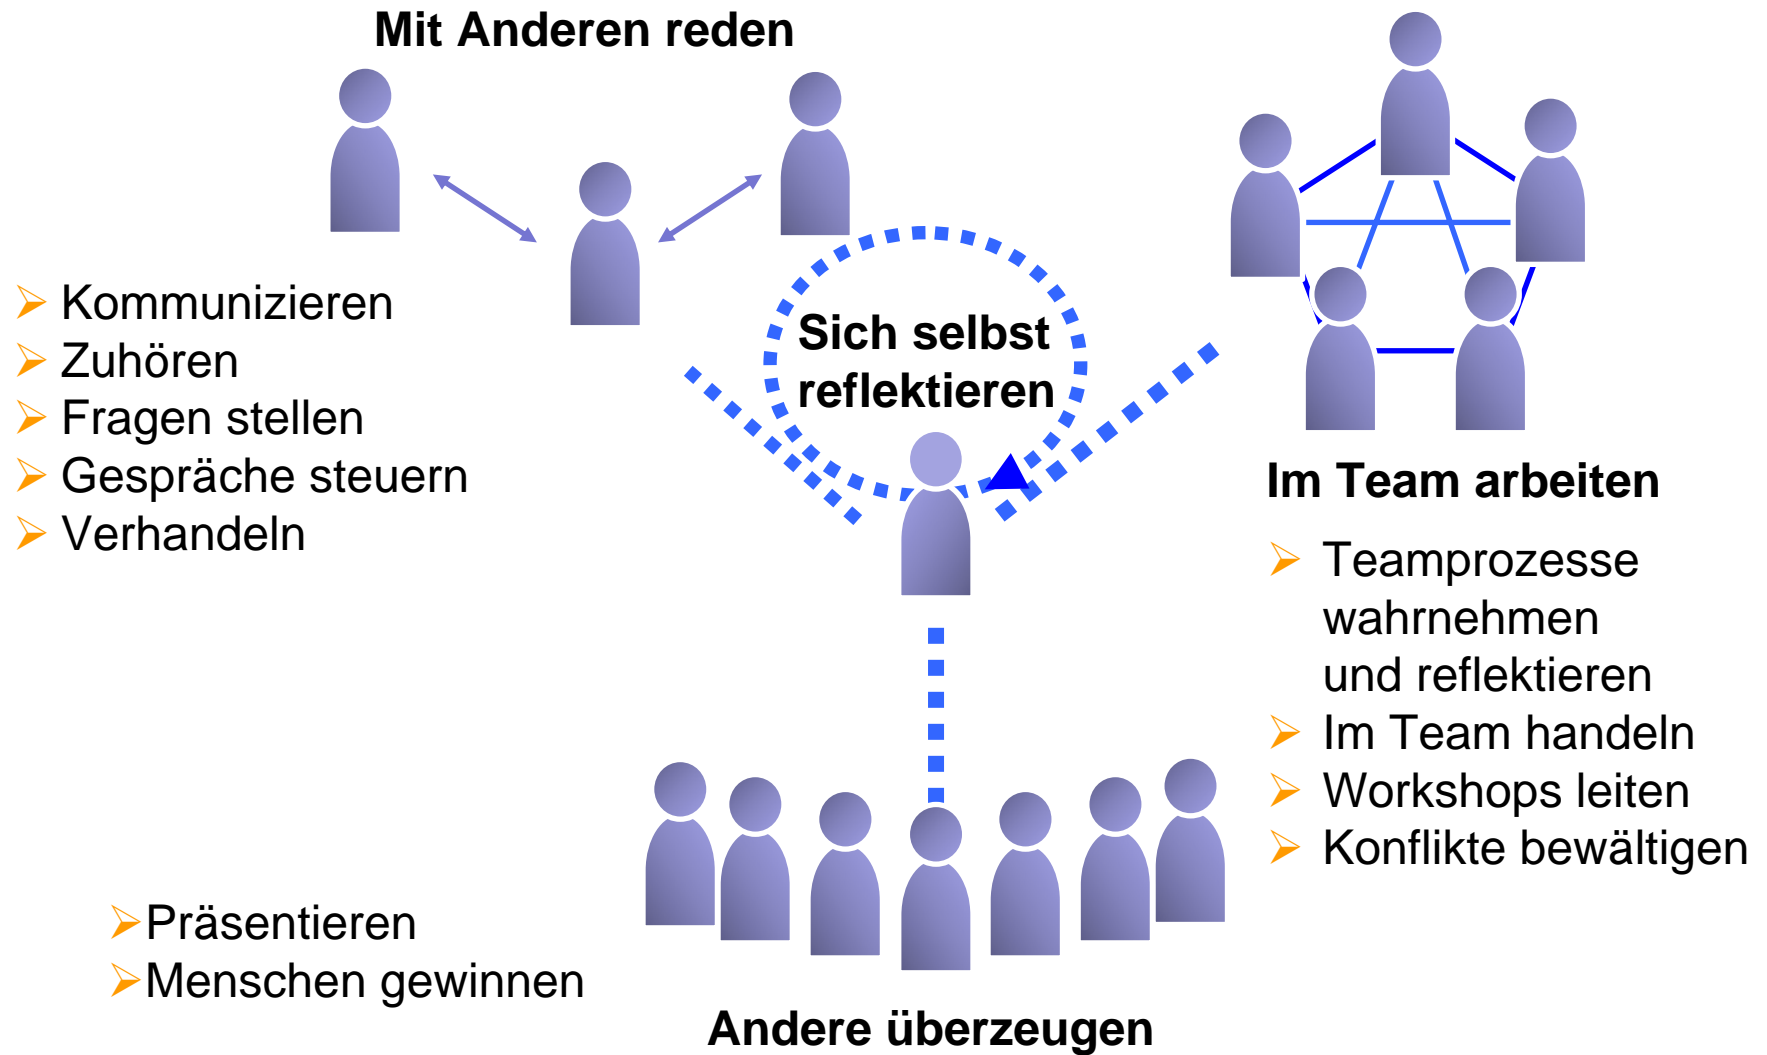 Mit Anderen reden
Kommunizieren
Zuhören
Fragen stellen
Gespräche steuern
Verhandeln
Sich selbst
reflektieren
Im Team arbeiten
Teamprozesse
wahrnehmen
und reflektieren
Im Team handeln
Workshops leiten
Konflikte bewältigen
Präsentieren
Menschen gewinnen
Andere überzeugen